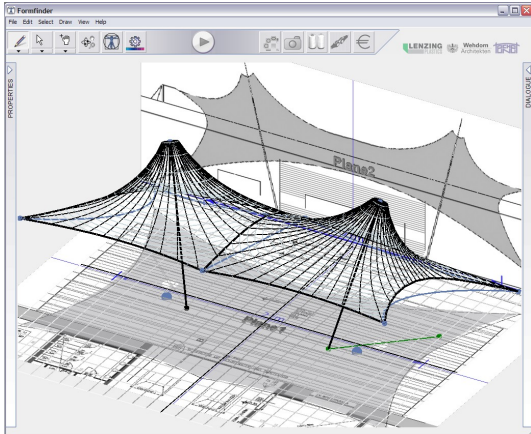 Formfinder
File Edit Select Draw View Help
LENZING
Wehdorn
Architekten
PROPERTIES
DIALOGUE
Plane2
Plane1